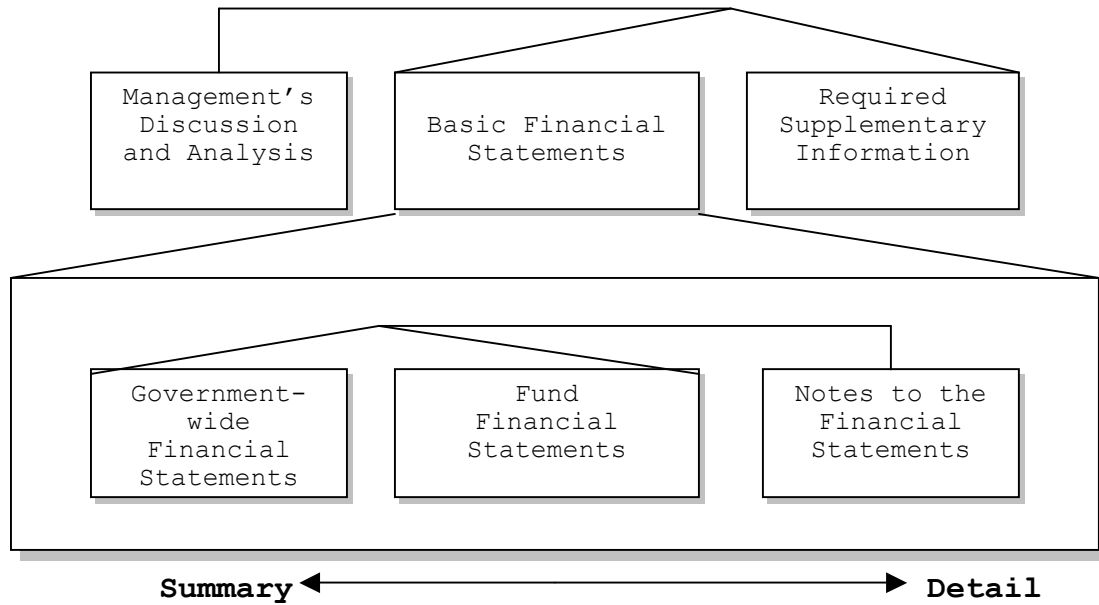 Management’s
Discussion
and Analysis
Basic Financial
Statements
Required
Supplementary
Information
Government-
wide
Financial
Statements
Fund
Financial
Statements
Notes to the
Financial
Statements
Summary
Detail